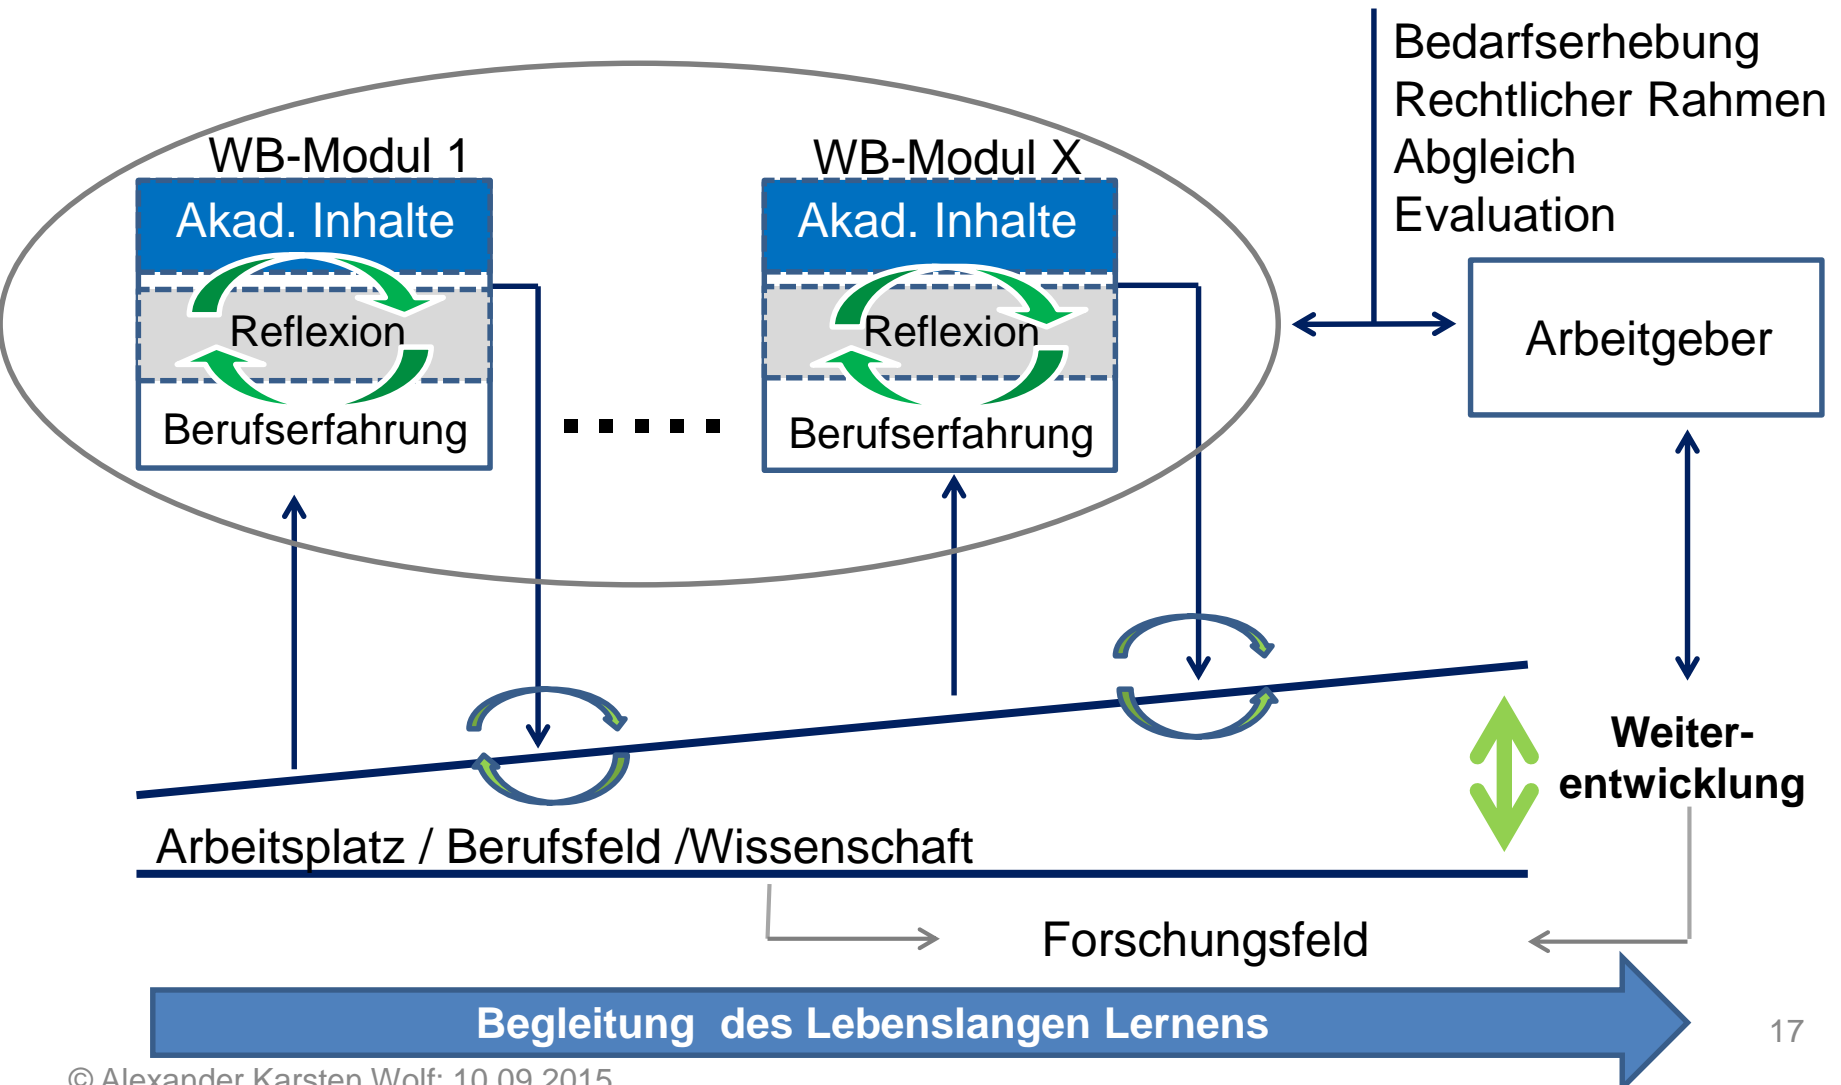 Bedarfserhebung
Rechtlicher Rahmen
Abgleich
Evaluation
WB-Modul 1
Akad. Inhalte
Reflexion
Berufserfahrung
WB-Modul X
Akad. Inhalte
Reflexion
Berufserfahrung
Arbeitgeber
Weiter-
entwicklung
Arbeitsplatz / Berufsfeld /Wissenschaft
Forschungsfeld
Begleitung des Lebenslangen Lernens
17
© Alexander Karsten Wolf; 10.09.2015